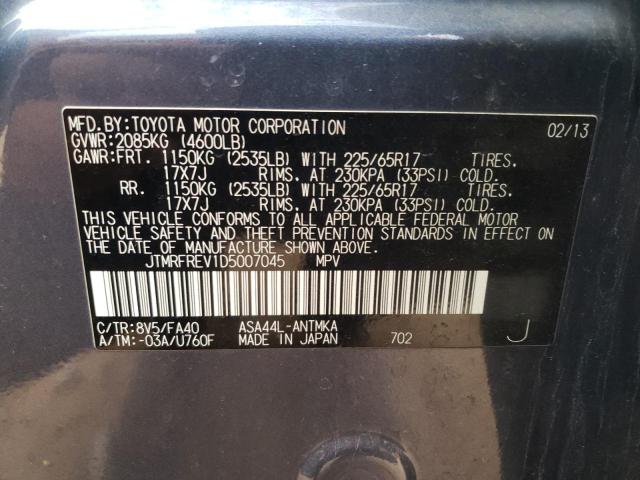 MFD.BY:TOYOTA MOTOR CORPORATION 02/13
GVWR:2085KG (4600LB)
GAWR:FRT. 1150KG (2535LB) WITH 225/65R17 TIRES.
17X7J RIMS, AT 230KPA (33PSI) COLD.
RR. 1150KG (2535LB) WITH 225/65R17 TIRES.
17X7J RIMS, AT 230KPA (33PSI) COLD.
THIS VEHICLE CONFORMS TO ALL APPLICABLE FEDERAL MOTOR
VEHICLE SAFETY AND THEFT PREVENTION STANDARDS IN EFFECT ON
THE DATE OF MANUFACTURE SHOWN ABOVE.
JTMRFREV1D5007045 MPV
C/TR:8V5/FA40 ASA44L-ANTMKA
A/TM:-03A/U760F MADE IN JAPAN 702 J